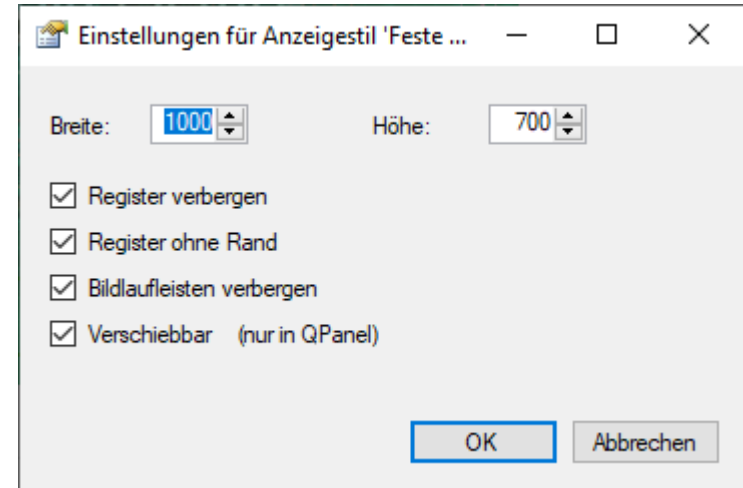 Einstellungen für Anzeigestil 'Feste ...
Breite: 1000 Höhe: 700
Register verbergen
Register ohne Rand
Bildlaufleisten verbergen
Verschiebbar (nur in QPanel)
OK Abbrechen